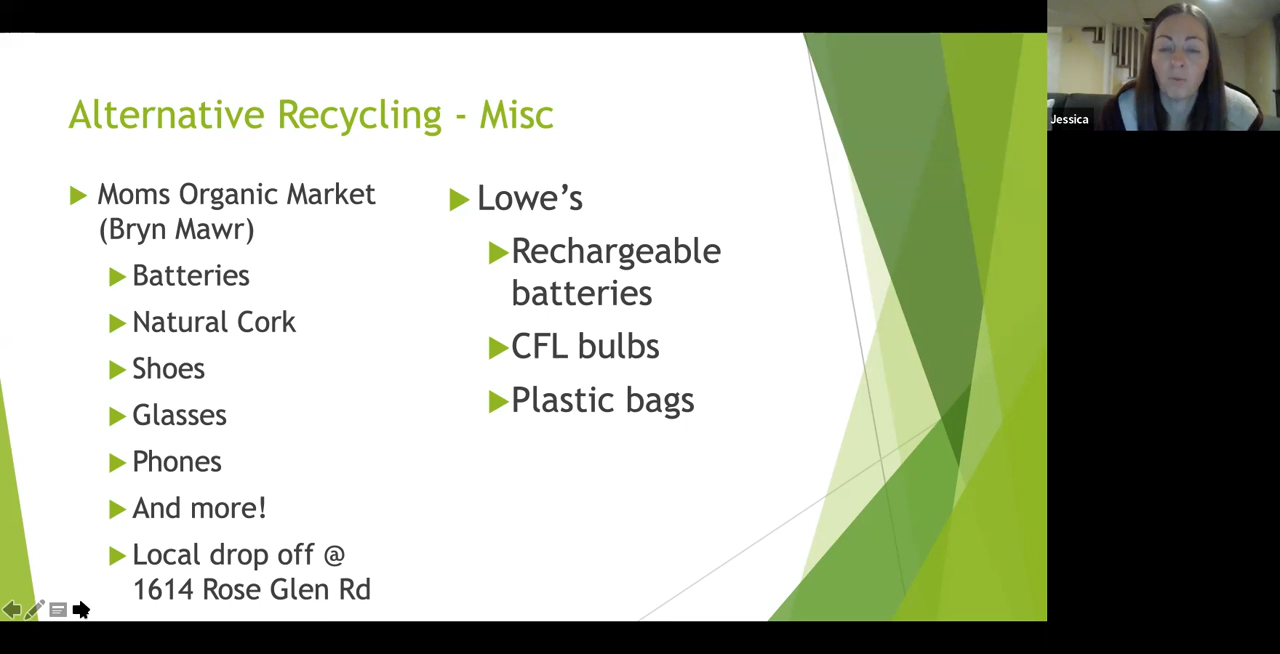 Alternative Recycling - Misc
Moms Organic Market
(Bryn Mawr)
Batteries
Natural Cork
Shoes
Glasses
Phones
And more!
Local drop off @
1614 Rose Glen Rd
Lowe's
Rechargeable
batteries
CFL bulbs
Plastic bags
Jessica